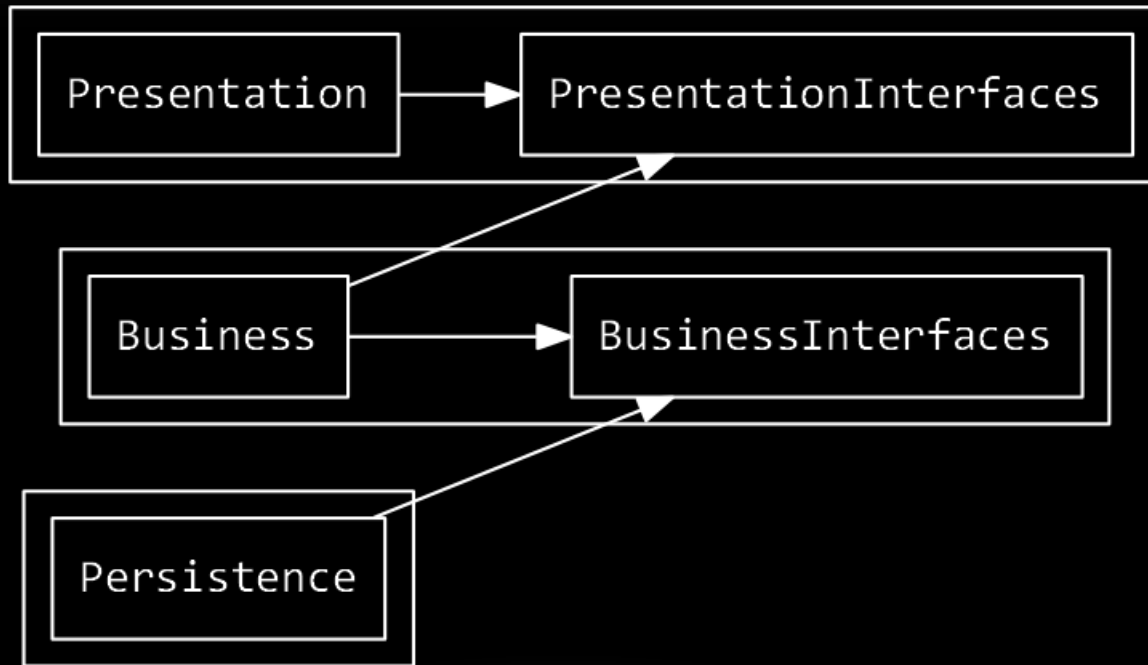 Presentation
PresentationInterfaces
Business
BusinessInterfaces
Persistence